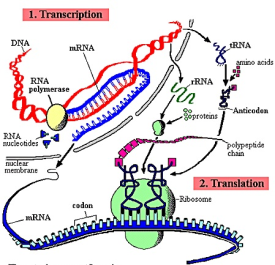 1. Transcription
DNA
mRNA
tRNA
amino acids
RNA
polymerase
rRNA
proteins
Anticodon
RNA
nucleotides
nuclear
membrane
polypeptide
chain
2. Translation
mRNA
codon
Ribosome